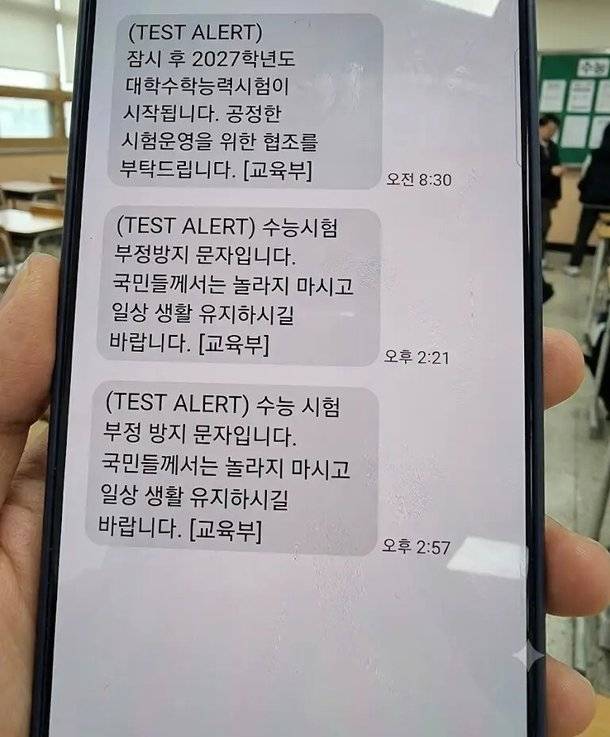 수능
(TEST ALERT)
잠시 후 2027학년도
대학수학능력시험이
시작됩니다. 공정한
시험운영을 위한 협조를
부탁드립니다. [교육부]
오전 8:30
(TEST ALERT) 수능시험
부정방지 문자입니다.
국민들께서는 놀라지 마시고
일상 생활 유지하시길
바랍니다. [교육부]
오후 2:21
(TEST ALERT) 수능 시험
부정 방지 문자입니다.
국민들께서는 놀라지 마시고
일상 생활 유지하시길
바랍니다. [교육부]
오후 2:57